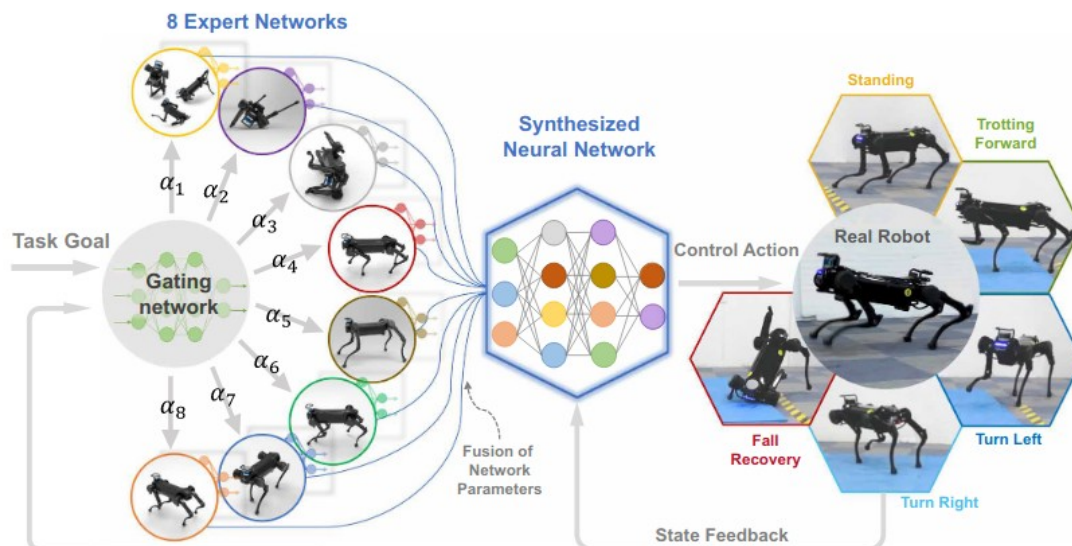 8 Expert Networks
α1
α2
α3
α4
α5
α6
α7
α8
Task Goal
Gating
network
Fusion of
Network
Parameters
Synthesized
Neural Network
Control Action
State Feedback
Standing
Trotting
Forward
Real Robot
Fall
Recovery
Turn Left
Turn Right